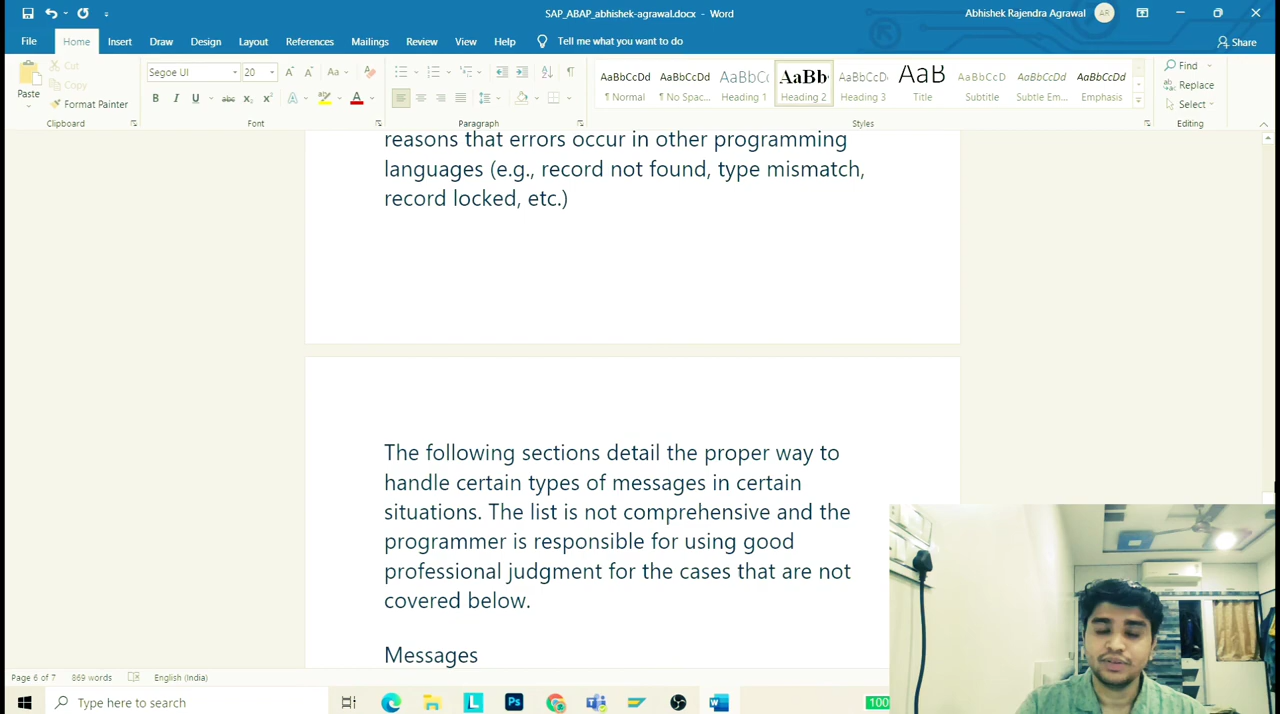 SAP_ABAP_abhishek-agrawal.docx - Word
Abhishek Rajendra Agrawal
AR
File
Home
Insert
Draw
Design
Layout
References
Mailings
Review
View
Help
Tell me what you want to do
Share
Paste
Cut
Copy
Format Painter
Clipboard
Segoe UI
20
Font
Paragraph
AaBbCcDd
¶ Normal
AaBbCcDd
¶ No Spac...
AaBbCc
Heading 1
AaBb
Heading 2
AaBbCcD
Heading 3
AaB
Title
AaBbCcDd
Subtitle
AaBbCcDd
Subtle Em...
AaBbCcDd
Emphasis
Styles
Find
Replace
Select
Editing
reasons that errors occur in other programming
languages (e.g., record not found, type mismatch,
record locked, etc.)
The following sections detail the proper way to
handle certain types of messages in certain
situations. The list is not comprehensive and the
programmer is responsible for using good
professional judgment for the cases that are not
covered below.
Messages
Page 6 of 7
869 words
English (India)
Type here to search
100